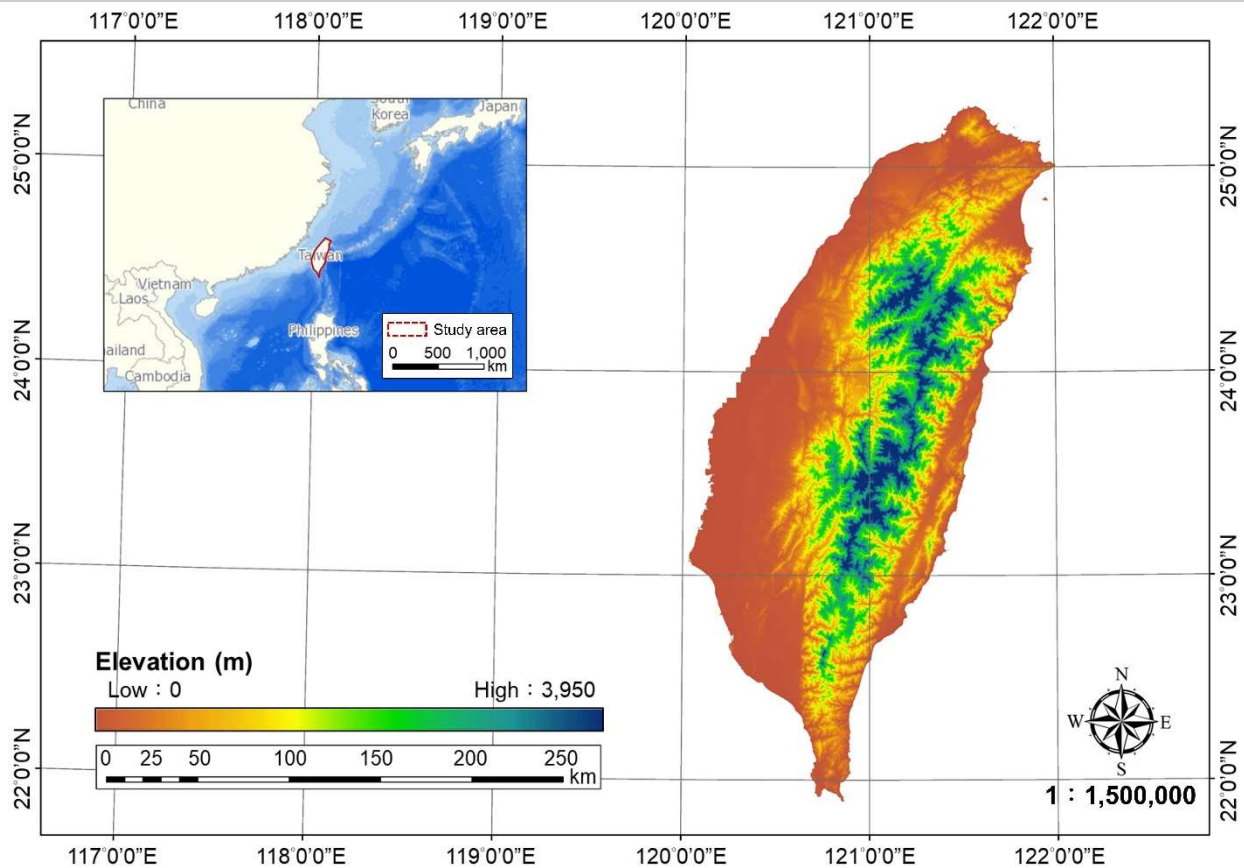 117°0'0"E 118°0'0"E 119°0'0"E 120°0'0"E 121°0'0"E 122°0'0"E
25°0'0"N
24°0'0"N
23°0'0"N
22°0'0"N
China
South
Korea
Japan
Taiwan
Vietnam
Laos
Philippines
ailand
Cambodia
Study area
0 500 1,000
km
Elevation (m)
Low : 0 High : 3,950
0 25 50 100 150 200 250
km
N
W E
S
1 : 1,500,000
25°0'0"N
24°0'0"N
23°0'0"N
22°0'0"N
117°0'0"E 118°0'0"E 119°0'0"E 120°0'0"E 121°0'0"E 122°0'0"E